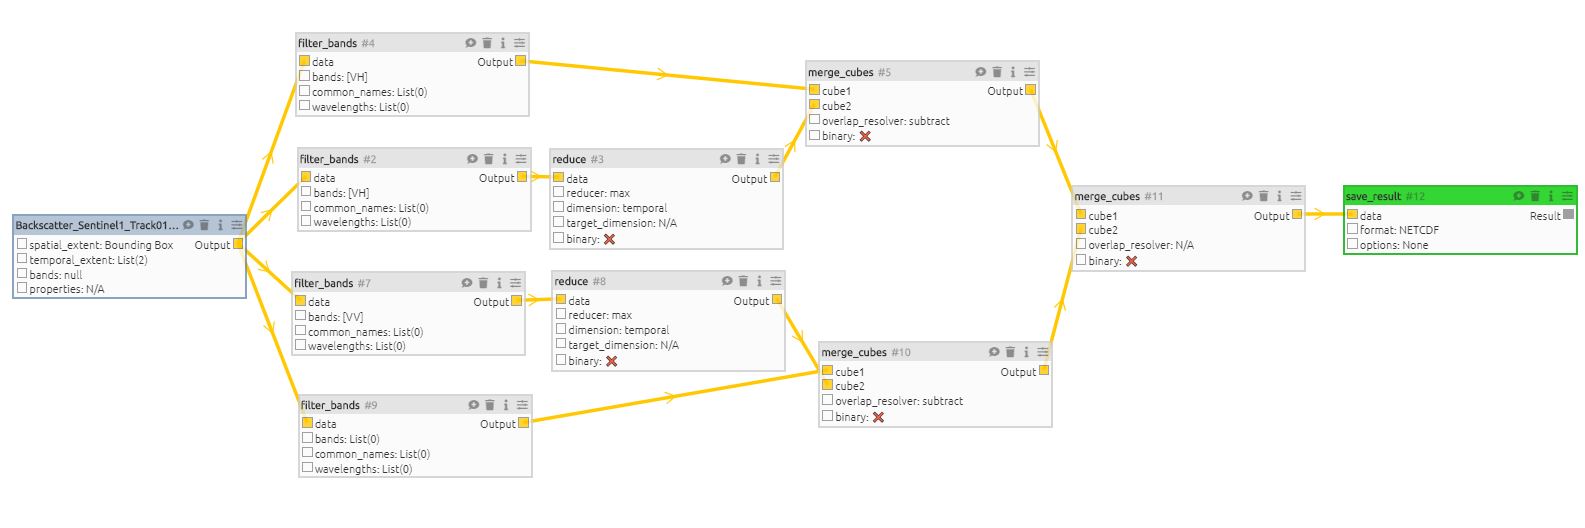 filter_bands #4
data Output
bands: [VH]
common_names: List(0)
wavelengths: List(0)
merge_cubes #5
cube1 Output
cube2
overlap_resolver: subtract
binary:
filter_bands #2
data Output
bands: [VH]
common_names: List(0)
wavelengths: List(0)
reduce #3
data Output
reducer: max
dimension: temporal
target_dimension: N/A
binary:
Backscatter_Sentinel1_Track01...
spatial_extent: Bounding Box Output
temporal_extent: List(2)
bands: null
properties: N/A
merge_cubes #11
cube1 Output
cube2
overlap_resolver: N/A
binary:
save_result #12
data Result
format: NETCDF
options: None
filter_bands #7
data Output
bands: [VV]
common_names: List(0)
wavelengths: List(0)
reduce #8
data Output
reducer: max
dimension: temporal
target_dimension: N/A
binary:
merge_cubes #10
cube1 Output
cube2
overlap_resolver: subtract
binary:
filter_bands #9
data Output
bands: List(0)
common_names: List(0)
wavelengths: List(0)